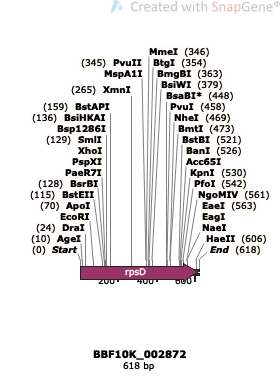 Created with SnapGene®
MmeI (346)
(345) PvuII BtgI (354)
MspA1I BmgBI (363)
BsiWI (379)
(265) XmnI BsaBI* (448)
(159) BstAPI PvuI (458)
(136) BsiHKAI NheI (469)
Bsp1286I BmtI (473)
(129) SmlI BstBI (521)
XhoI BanI (526)
PspXI Acc65I
PaeR7I KpnI (530)
(128) BsrBI PfoI (542)
(115) BstEII NgoMIV (561)
(70) ApoI EaeI (563)
EcoRI EagI
(24) DraI NaeI
(10) AgeI HaeII (606)
(0) Start End (618)
rpsD
200 400 600
BBF10K_002872
618 bp